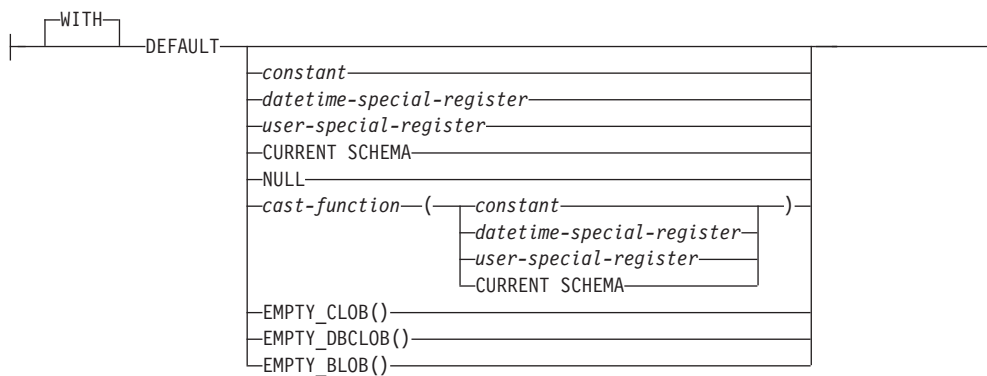 WITH
DEFAULT
constant
datetime-special-register
user-special-register
CURRENT SCHEMA
NULL
cast-function ( constant )
datetime-special-register
user-special-register
CURRENT SCHEMA
EMPTY_CLOB()
EMPTY_DBCLOB()
EMPTY_BLOB()